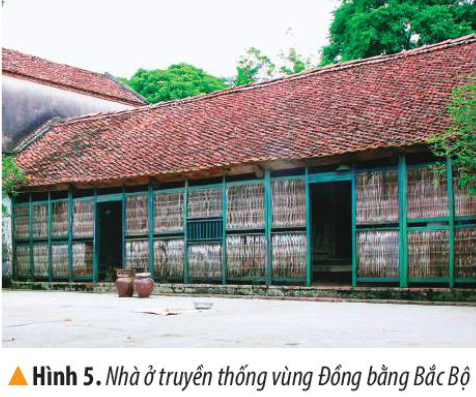 ▲ Hình 5. Nhà ở truyền thống vùng Đồng bằng Bắc Bộ